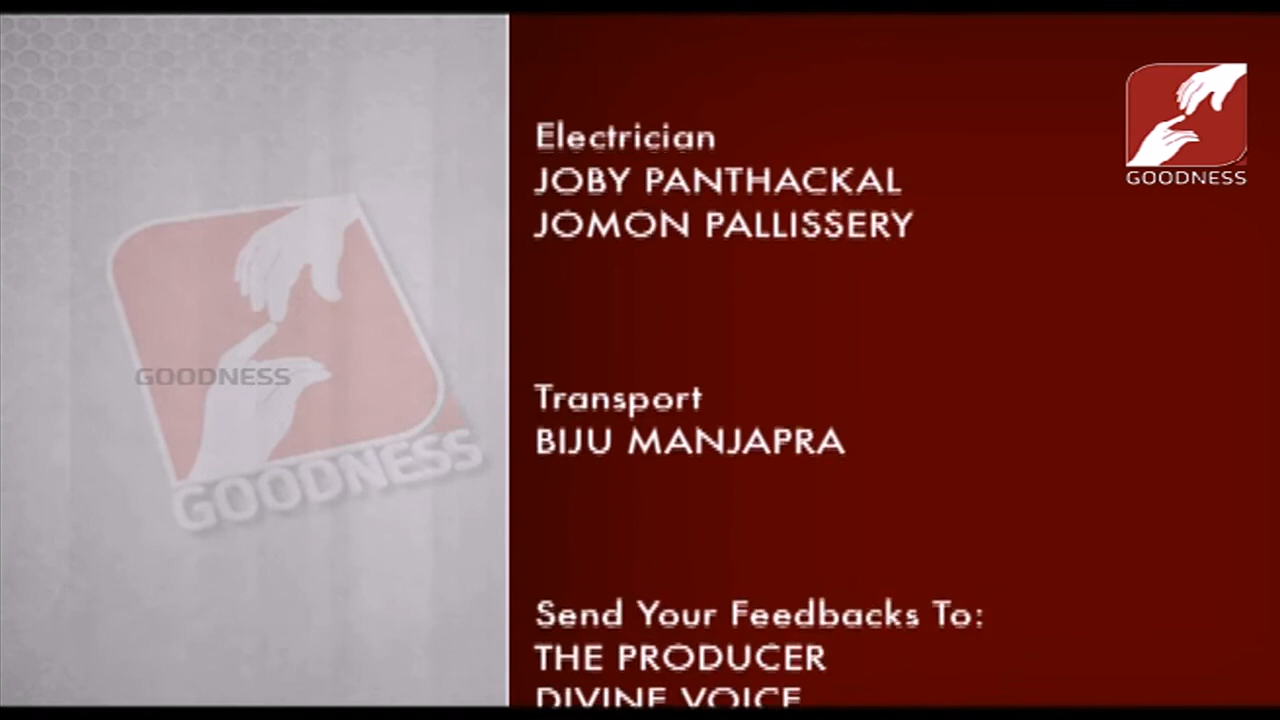 GOODNESS
GOODNESS
Electrician
JOBY PANTHACKAL
JOMON PALLISSERY
Transport
BIJU MANJAPRA
Send Your Feedbacks To:
THE PRODUCER
DIVINE VOICE
GOODNESS